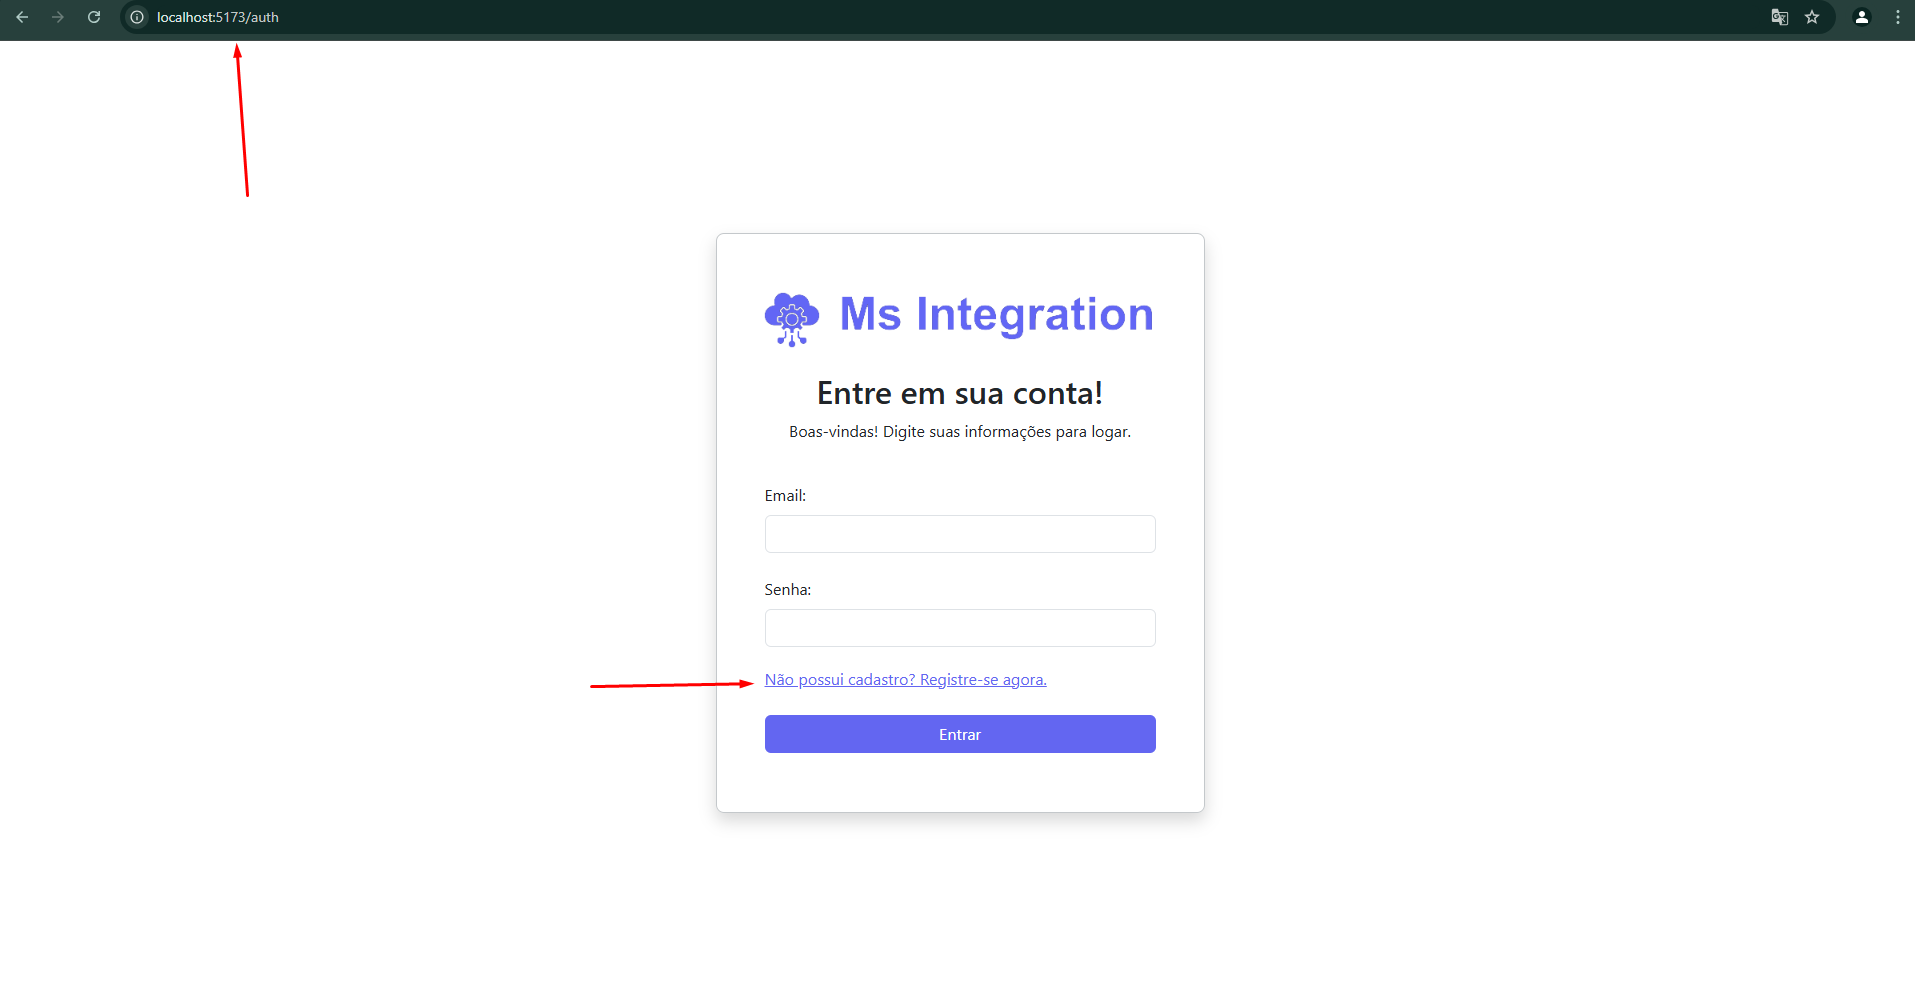 localhost:5173/auth
Ms Integration
Entre em sua conta!
Boas-vindas! Digite suas informações para logar.
Email:
Senha:
Não possui cadastro? Registre-se agora.
Entrar